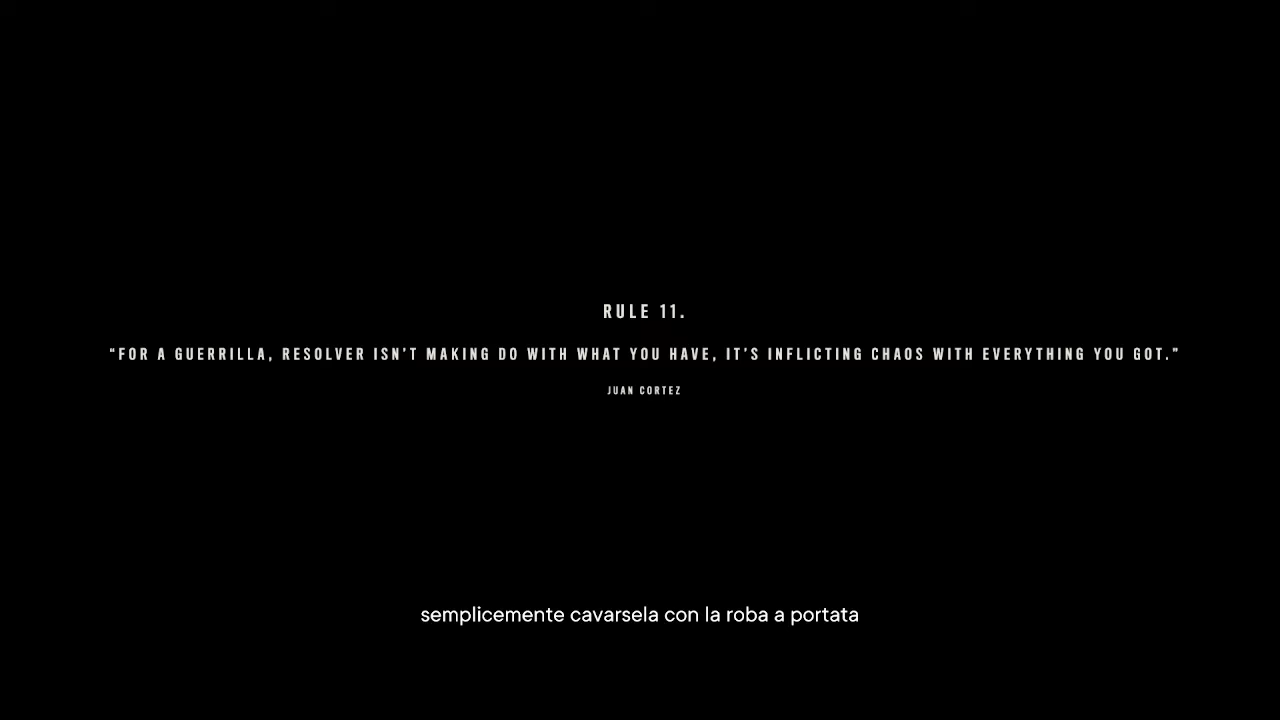 RULE 11.
“FOR A GUERRILLA, RESOLVER ISN’T MAKING DO WITH WHAT YOU HAVE, IT’S INFLICTING CHAOS WITH EVERYTHING YOU GOT.”
JUAN CORTEZ
semplicemente cavarsela con la roba a portata